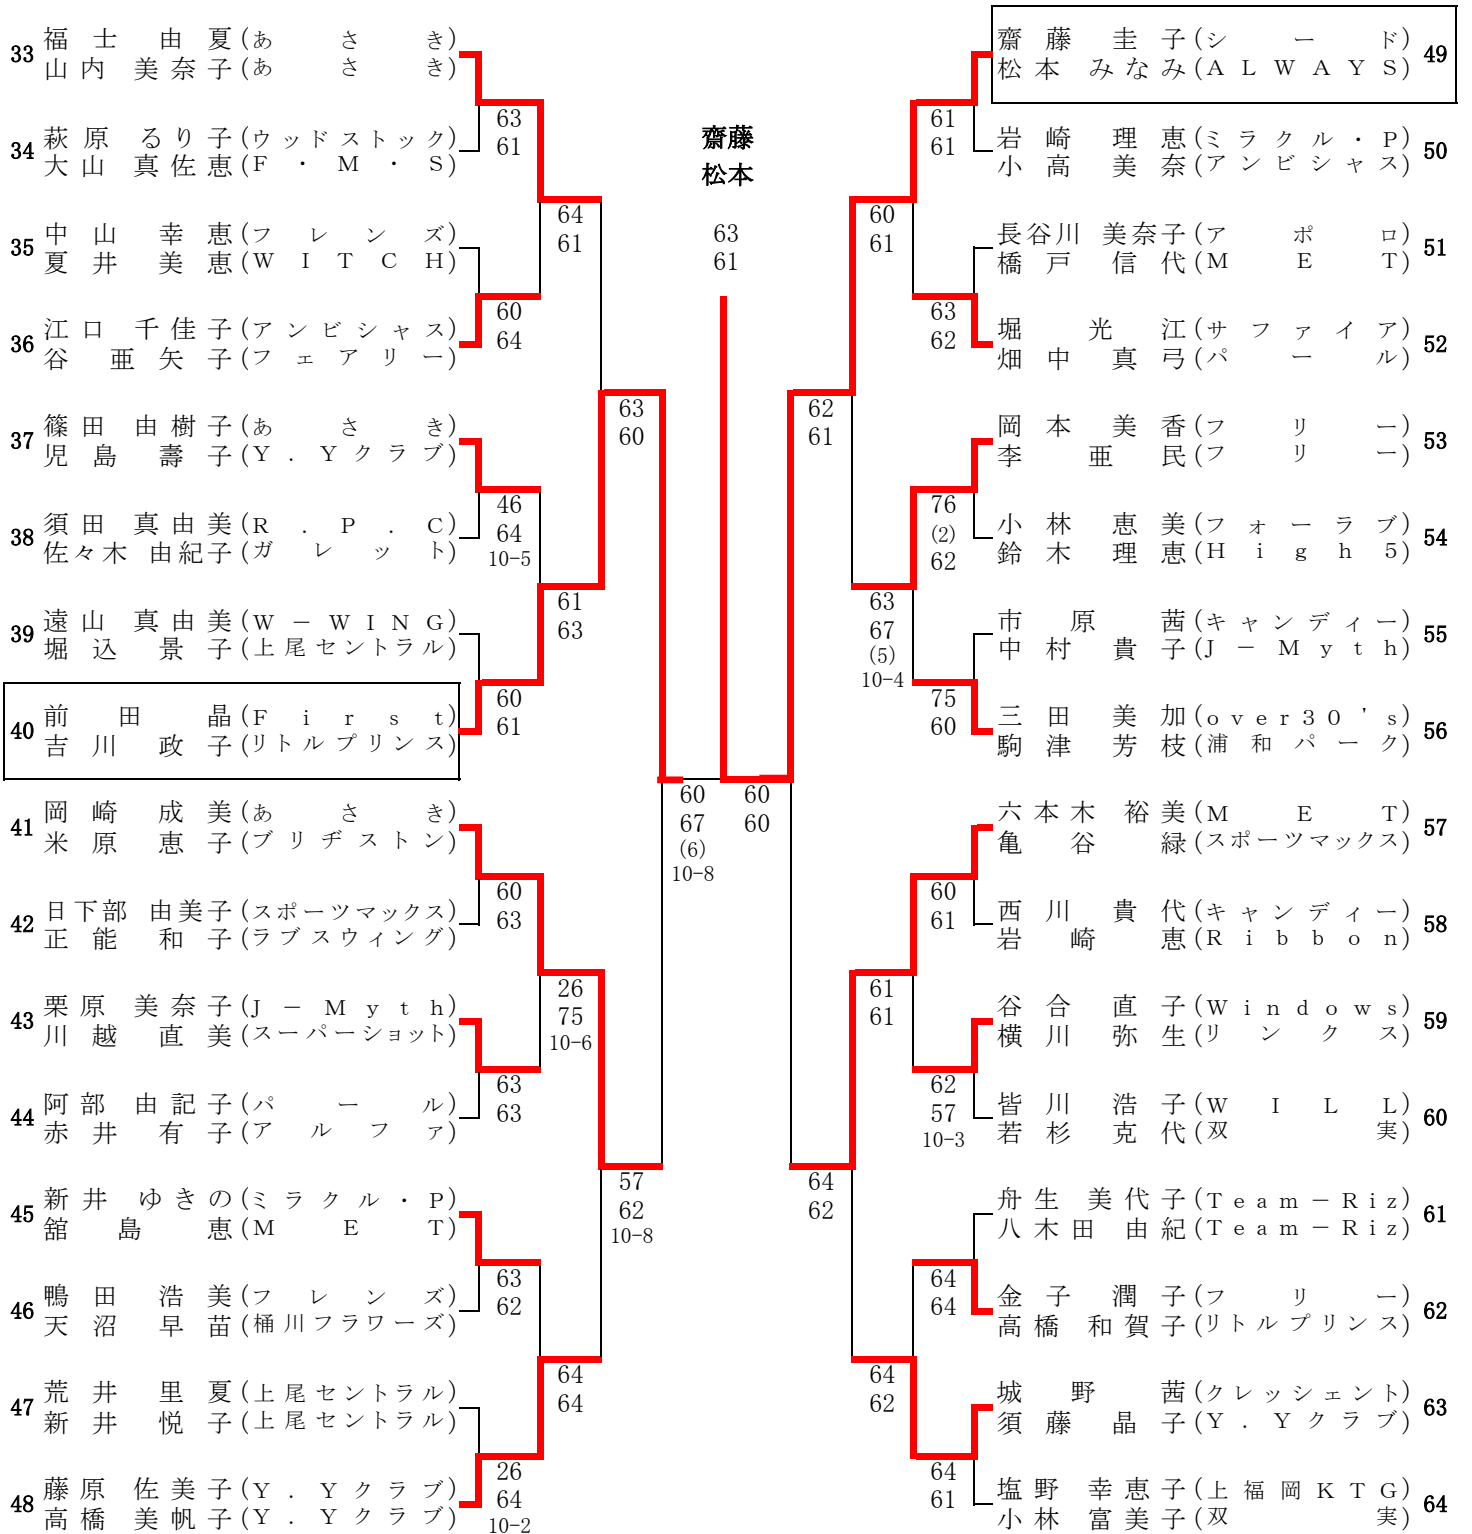 33 福士 由夏(あさき)
山内 美奈子(あさき)
63
61
34 萩原 るり子(ウッドストック)
大山 真佐恵(F・M・S)
64
61
35 中山 幸恵(フレンズ)
夏井 美恵(WITCH)
60
64
36 江口 千佳子(アンビシャス)
谷 亜矢子(フェアリー)
63
60
37 篠田 由樹子(あさき)
児島 壽子(Y.Yクラブ)
46
64
10-5
38 須田 真由美(R.P.C)
佐々木 由紀子(ガレット)
61
63
39 遠山 真由美(W-WING)
堀込 景子(上尾セントラル)
60
61
40 前田 晶(First)
吉川 政子(リトルプリンス)
60
67
(6)
10-8
41 岡崎 成美(あさき)
米原 恵子(ブリヂストン)
60
63
42 日下部 由美子(スポーツマックス)
正能 和子(ラブスウィング)
26
75
10-6
43 栗原 美奈子(J-Myth)
川越 直美(スーパーショット)
63
63
44 阿部 由記子(パール)
赤井 有子(アルファ)
57
62
10-8
45 新井 ゆきの(ミラクル・P)
舘島 恵(MET)
63
62
46 鴨田 浩美(フレンズ)
天沼 早苗(桶川フラワーズ)
64
64
47 荒井 里夏(上尾セントラル)
新井 悦子(上尾セントラル)
26
64
10-2
48 藤原 佐美子(Y.Yクラブ)
高橋 美帆子(Y.Yクラブ)
齋藤
松本
63
61
60
60
齋藤 圭子(シード) 49
松本 みなみ(ALWAYS)
61
61
岩崎 理恵(ミラクル・P) 50
小高 美奈(アンビシャス)
60
61
長谷川 美奈子(アポロ) 51
橋戸 信代(MET)
63
62
堀 光江(サファイア) 52
畑中 真弓(パール)
62
61
岡本 美香(フリー) 53
李 亜民(フリー)
76
(2)
62
小林 恵美(フォーラブ) 54
鈴木 理恵(High5)
63
67
(5)
10-4
市原 茜(キャンディー) 55
中村 貴子(J-Myth)
75
60
三田 美加(over30's) 56
駒津 芳枝(浦和パーク)
六本木 裕美(MET) 57
亀谷 緑(スポーツマックス)
60
61
西川 貴代(キャンディー) 58
岩崎 恵(Ribbon)
61
61
谷合 直子(Windows) 59
横川 弥生(リンクス)
62
57
10-3
皆川 浩子(WILL) 60
若杉 克代(双実)
64
62
舟生 美代子(Team-Riz) 61
八木田 由紀(Team-Riz)
64
64
金子 潤子(フリー) 62
高橋 和賀子(リトルプリンス)
64
62
城野 茜(クレッシェント) 63
須藤 晶子(Y.Yクラブ)
64
61
塩野 幸恵子(上福岡KTG) 64
小林 富美子(双実)